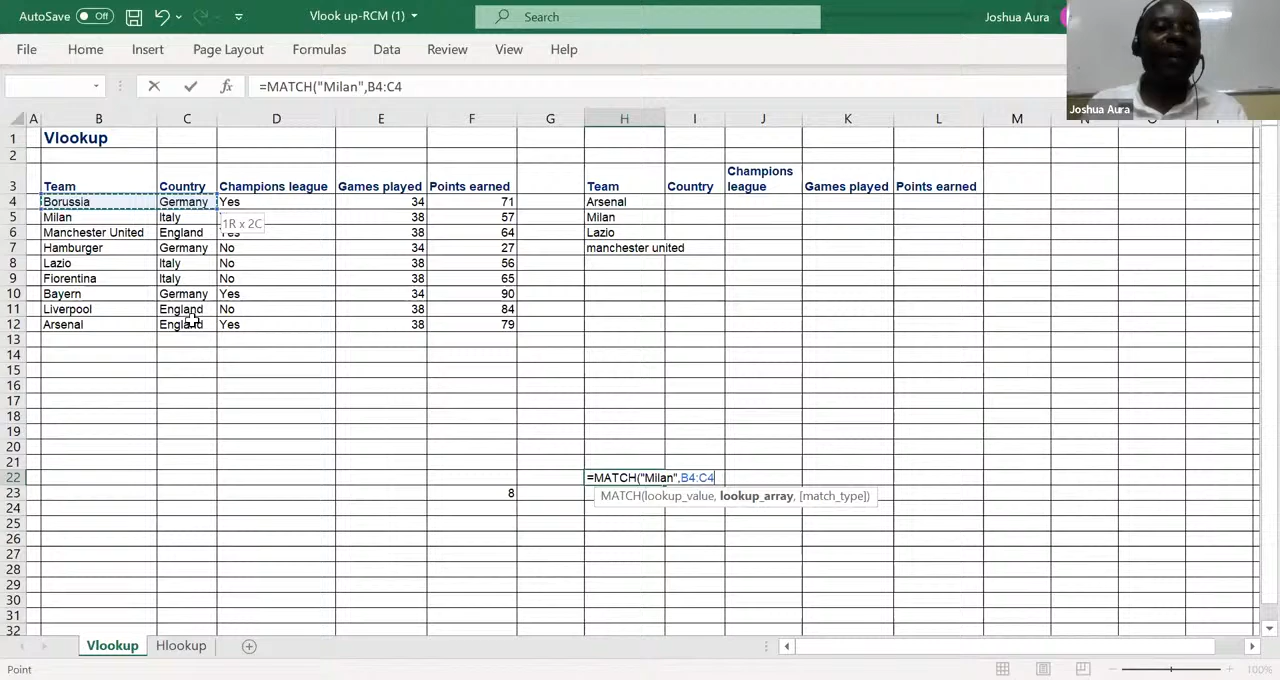 AutoSave Off Vlook up-RCM (1) Search Joshua Aura
File Home Insert Page Layout Formulas Data Review View Help
Joshua Aura
=MATCH("Milan",B4:C4
A B C D E F G H I J K L M
1 Vlookup
2
3 Team Country Champions league Games played Points earned Team Country Champions league Games played Points earned
4 Borussia Germany Yes 34 71 Arsenal
5 Milan Italy 38 57 Milan
1R x 2C
6 Manchester United England Yes 38 64 Lazio
7 Hamburger Germany No 34 27 manchester united
8 Lazio Italy No 38 56
9 Fiorentina Italy No 38 65
10 Bayern Germany Yes 34 90
11 Liverpool England No 38 84
12 Arsenal England Yes 38 79
13
14
15
16
17
18
19
20
21
22 =MATCH("Milan",B4:C4
23 8 MATCH(lookup_value, lookup_array, [match_type])
24
25
26
27
28
29
30
31
32
Vlookup Hlookup
Point 100%